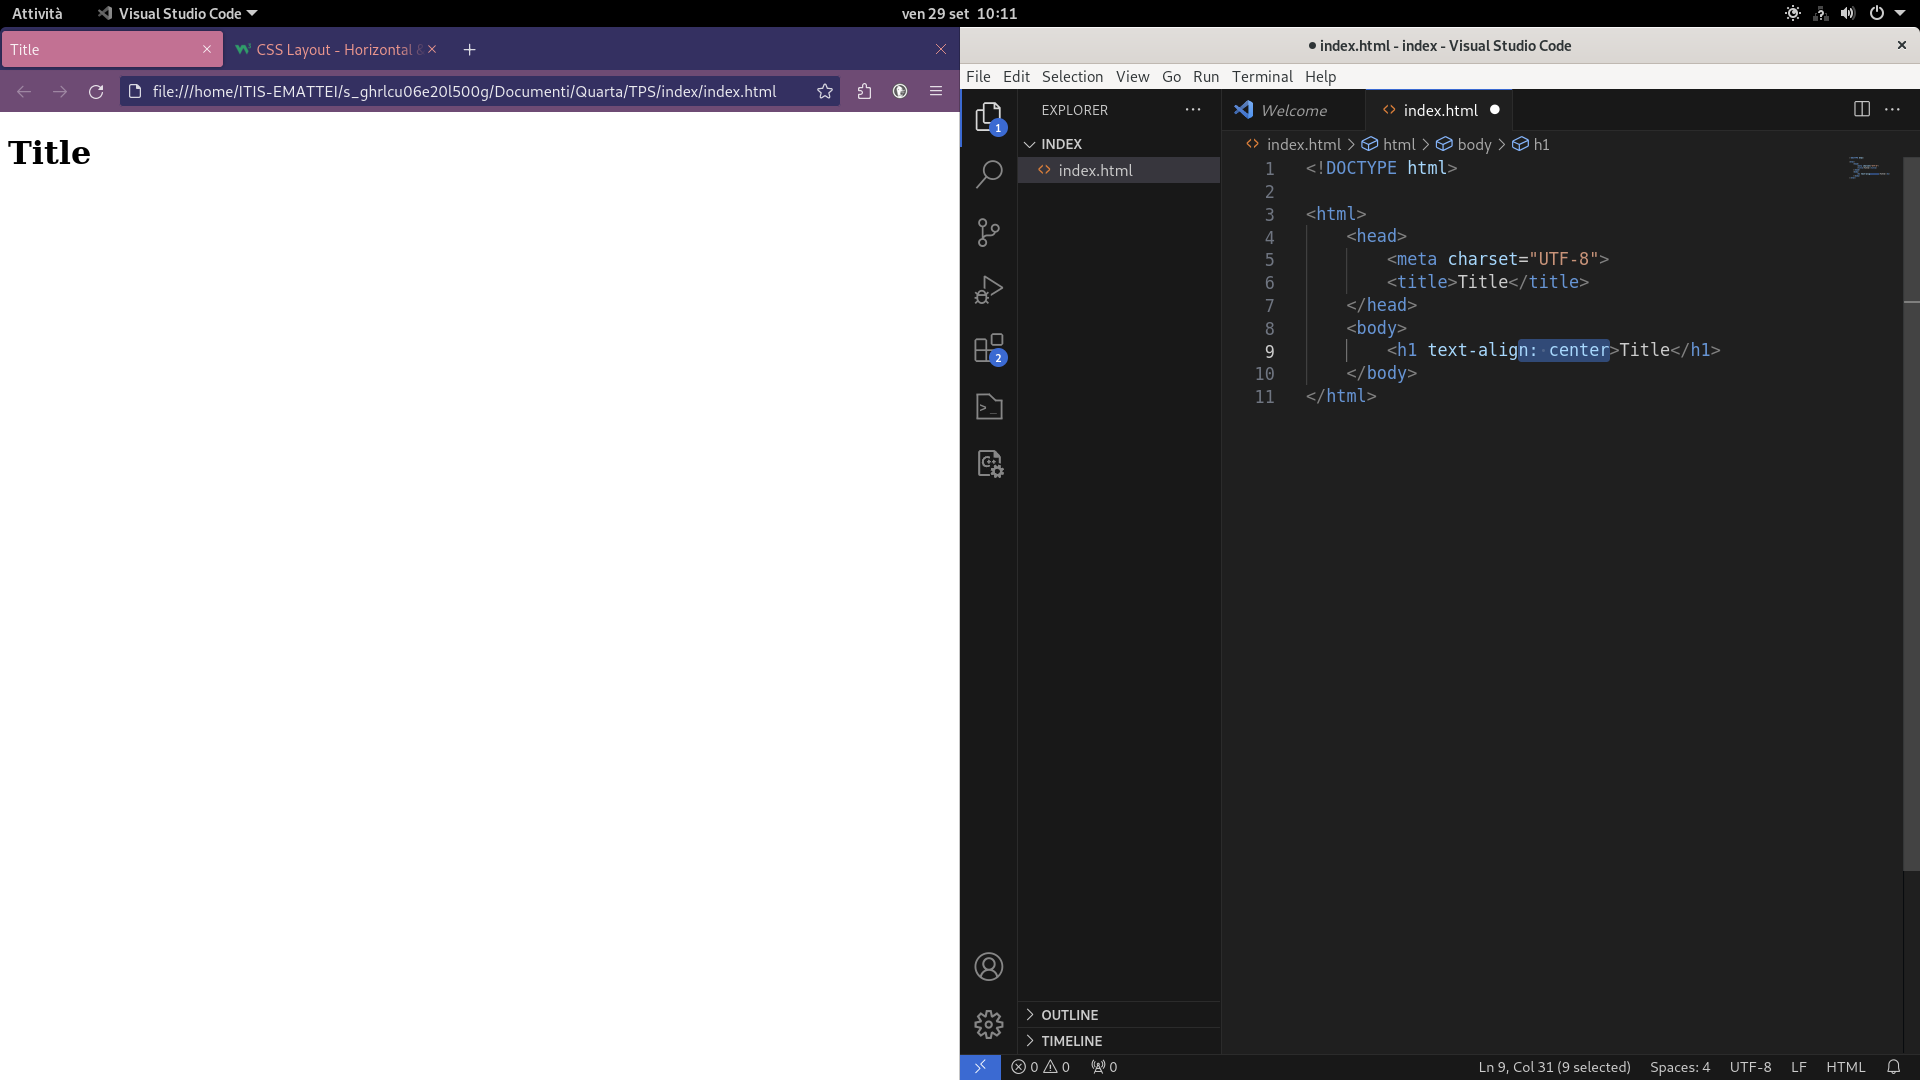 Attività Visual Studio Code ven 29 set 10:11
Title CSS Layout - Horizontal &
file:///home/ITIS-EMATTEI/s_ghrlcu06e20l500g/Documenti/Quarta/TPS/index/index.html
Title
index.html - index - Visual Studio Code
File Edit Selection View Go Run Terminal Help
EXPLORER
INDEX
index.html
1
2
Welcome index.html
index.html > html > body > h1
1 <!DOCTYPE html>
2
3 <html>
4     <head>
5         <meta charset="UTF-8">
6         <title>Title</title>
7     </head>
8     <body>
9         <h1 text-align: center>Title</h1>
10     </body>
11 </html>
OUTLINE
TIMELINE
0 0 0 Ln 9, Col 31 (9 selected) Spaces: 4 UTF-8 LF HTML